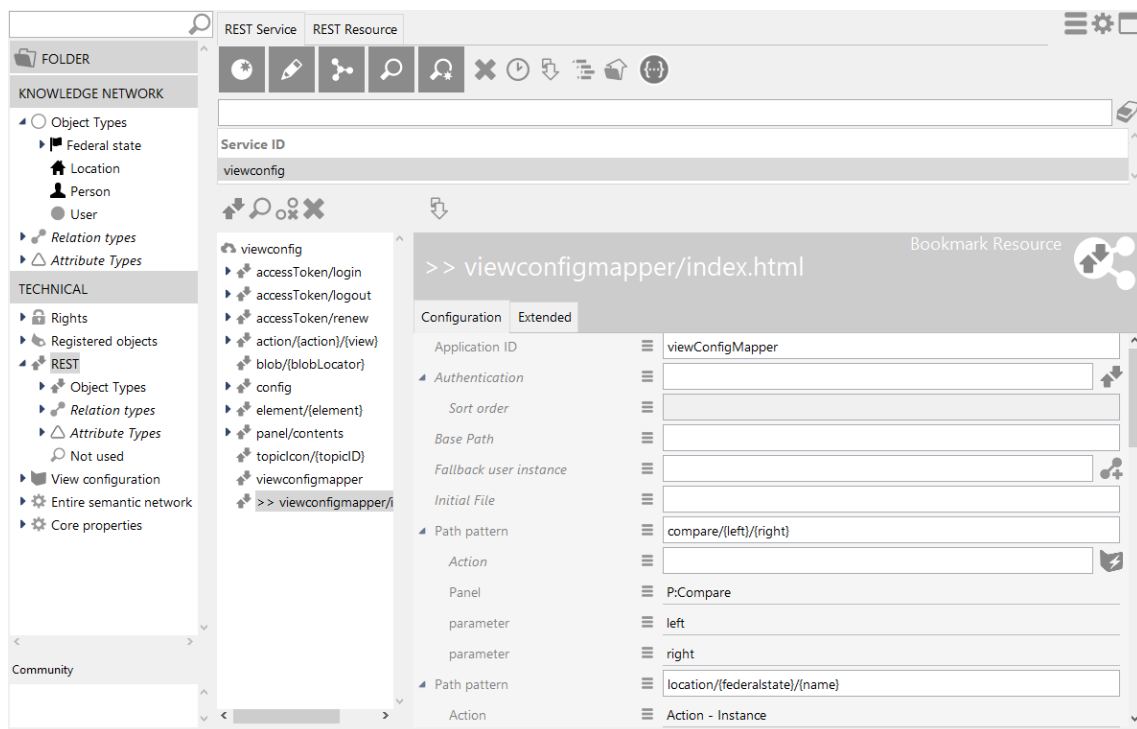 REST Service
REST Resource
FOLDER
KNOWLEDGE NETWORK
Object Types
Federal state
Location
Person
User
Relation types
Attribute Types
TECHNICAL
Rights
Registered objects
REST
Object Types
Relation types
Attribute Types
Not used
View configuration
Entire semantic network
Core properties
Community
Service ID
viewconfig
viewconfig
accessToken/login
accessToken/logout
accessToken/renew
action/{action}/{view}
blob/{blobLocator}
config
element/{element}
panel/contents
topicIcon/{topicID}
viewconfigmapper
>> viewconfigmapper/i
Bookmark Resource
>> viewconfigmapper/index.html
Configuration
Extended
Application ID
viewConfigMapper
Authentication
Sort order
Base Path
Fallback user instance
Initial File
Path pattern
compare/{left}/{right}
Action
Panel
P:Compare
parameter
left
parameter
right
Path pattern
location/{federalstate}/{name}
Action
Action - Instance